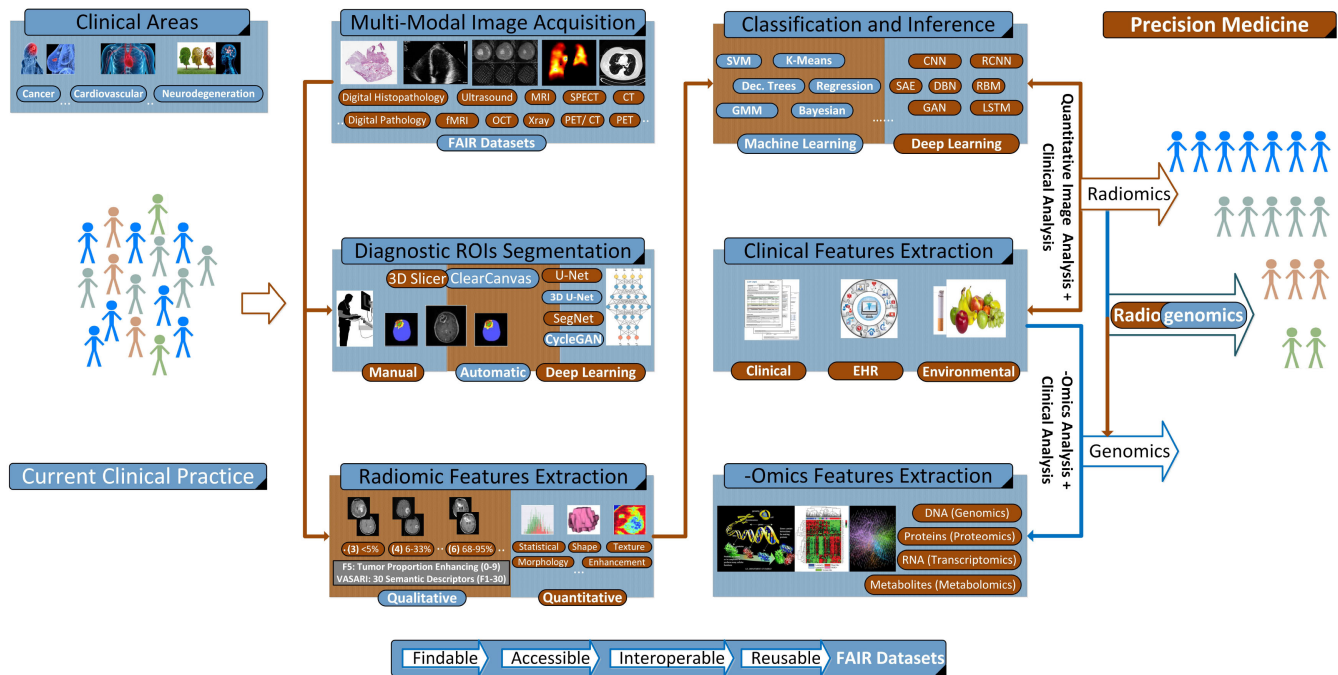 Clinical Areas
Cancer
...
Cardiovascular
..
Neurodegeneration
Current Clinical Practice
Multi-Modal Image Acquisition
Digital Histopathology
Ultrasound
MRI
SPECT
CT
..
Digital Pathology
fMRI
OCT
Xray
PET/ CT
PET
..
FAIR Datasets
Diagnostic ROIs Segmentation
3D Slicer
ClearCanvas
U-Net
3D U-Net
SegNet
CycleGAN
Manual
Automatic
Deep Learning
Radiomic Features Extraction
..
(3) <5%
(4) 6-33%
..
(6) 68-95%
..
F5: Tumor Proportion Enhancing (0-9)
VASARI: 30 Semantic Descriptors (F1-30)
Qualitative
Statistical
Shape
Texture
Morphology
...
Enhancement
Quantitative
Classification and Inference
SVM
K-Means
Dec. Trees
Regression
GMM
Bayesian
......
CNN
RCNN
SAE
DBN
RBM
GAN
LSTM
Machine Learning
Deep Learning
Clinical Features Extraction
Clinical
EHR
Environmental
-Omics Features Extraction
DNA (Genomics)
Proteins (Proteomics)
RNA (Transcriptomics)
Metabolites (Metabolomics)
Quantitative Image Analysis +
Clinical Analysis
-Omics Analysis +
Clinical Analysis
Precision Medicine
Radiomics
Radiogenomics
Genomics
Findable
Accessible
Interoperable
Reusable
FAIR Datasets